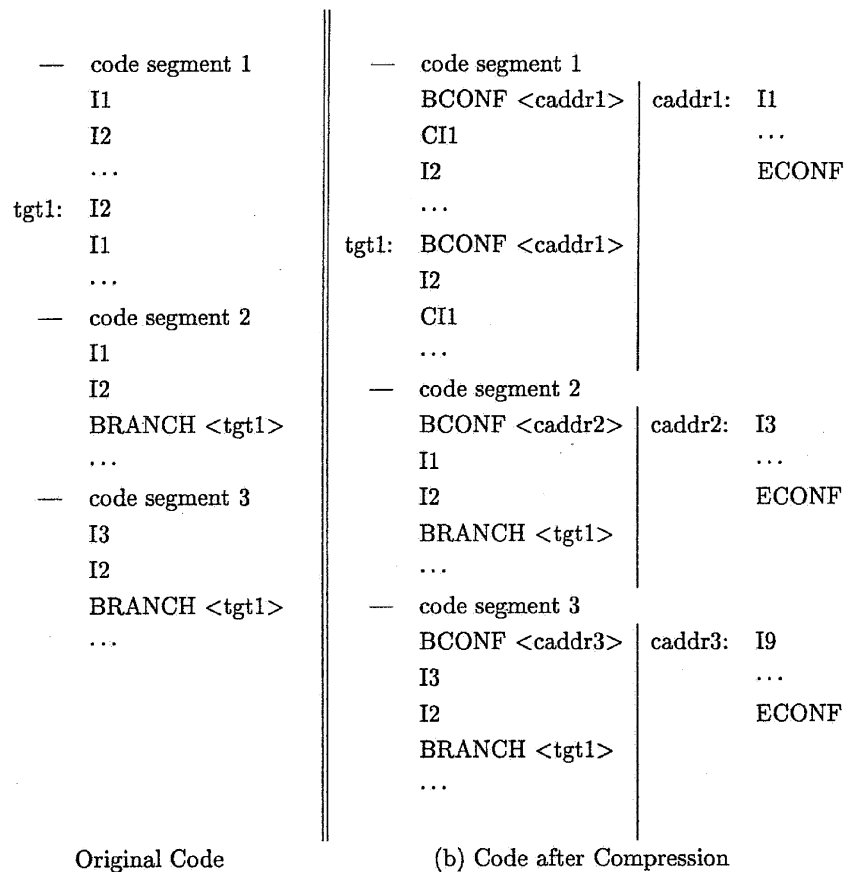 — code segment 1
I1
I2
...
tgt1: I2
I1
...
— code segment 2
I1
I2
BRANCH <tgt1>
...
— code segment 3
I3
I2
BRANCH <tgt1>
...
Original Code
— code segment 1
BCONF <caddr1> caddr1: I1
CI1 ...
I2 ECONF
...
tgt1: BCONF <caddr1>
I2
CI1
...
— code segment 2
BCONF <caddr2> caddr2: I3
I1 ...
I2 ECONF
BRANCH <tgt1>
...
— code segment 3
BCONF <caddr3> caddr3: I9
I3 ...
I2 ECONF
BRANCH <tgt1>
...
(b) Code after Compression